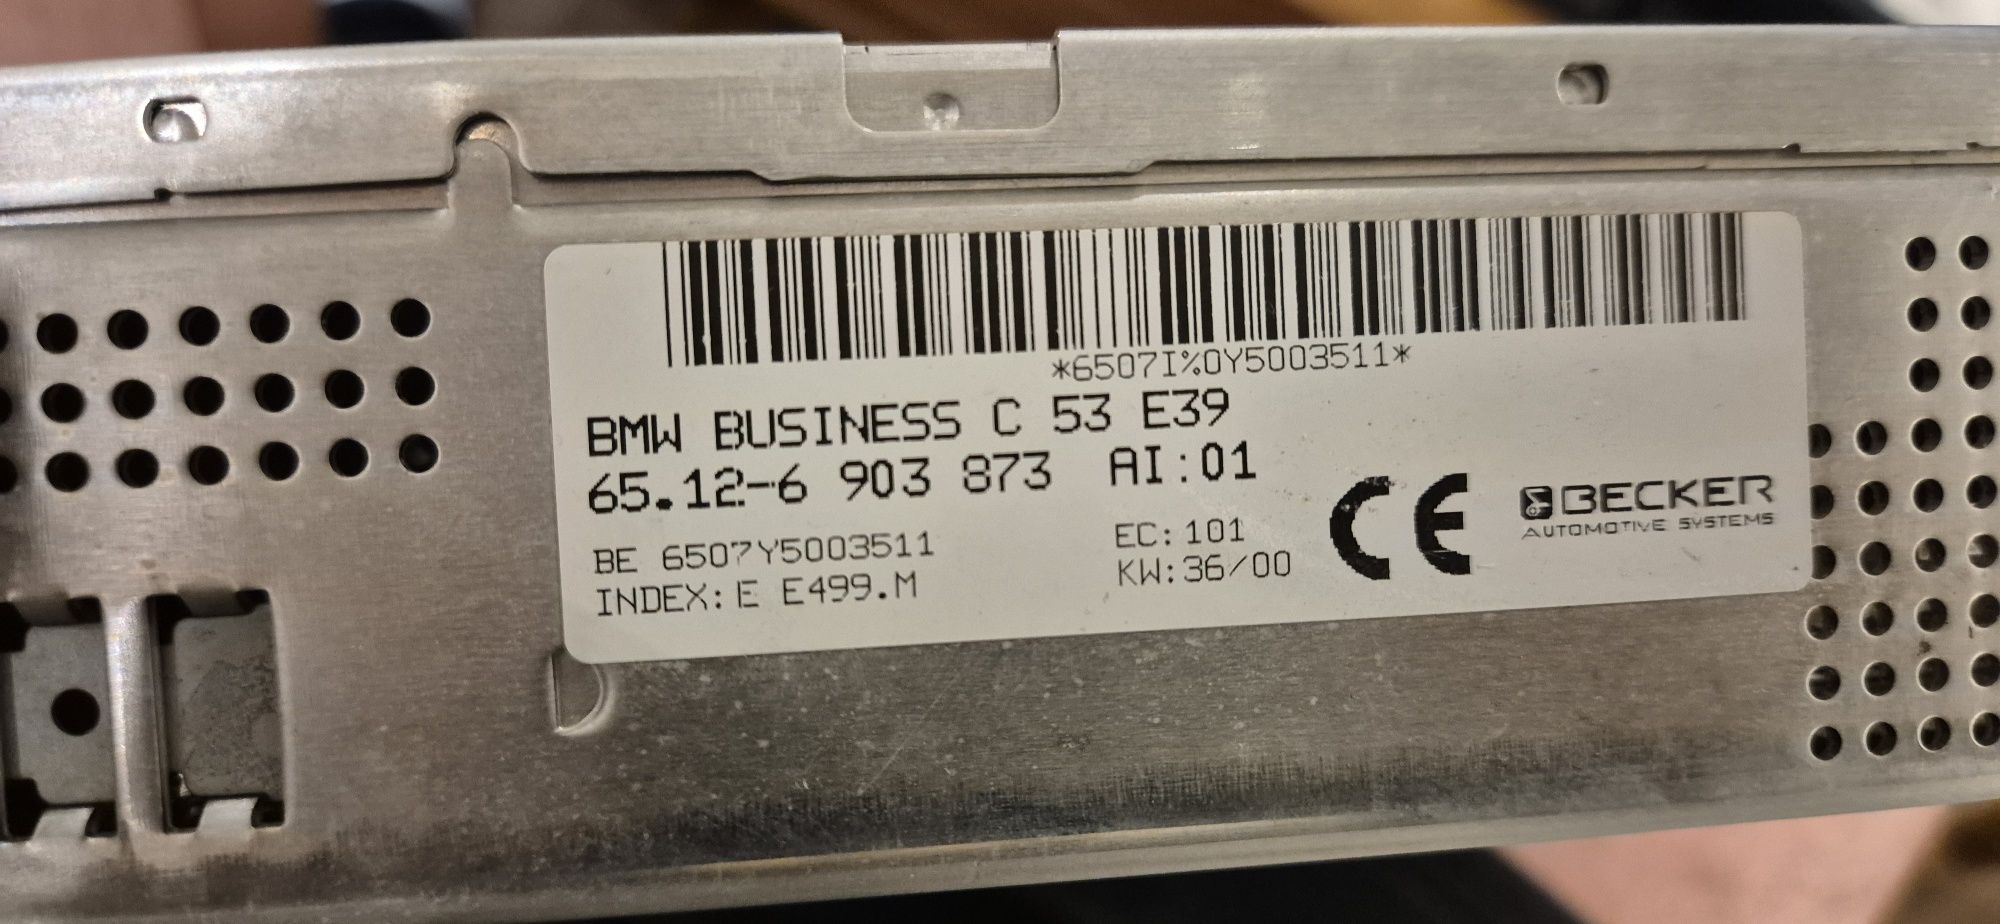 *6507I%0Y5003511*
BMW BUSINESS C 53 E39
65.12-6 903 873 AI:01
BE 6507Y5003511
INDEX: E E499.M
EC: 101
KW: 36/00
CE
BECKER
AUTOMOTIVE SYSTEMS